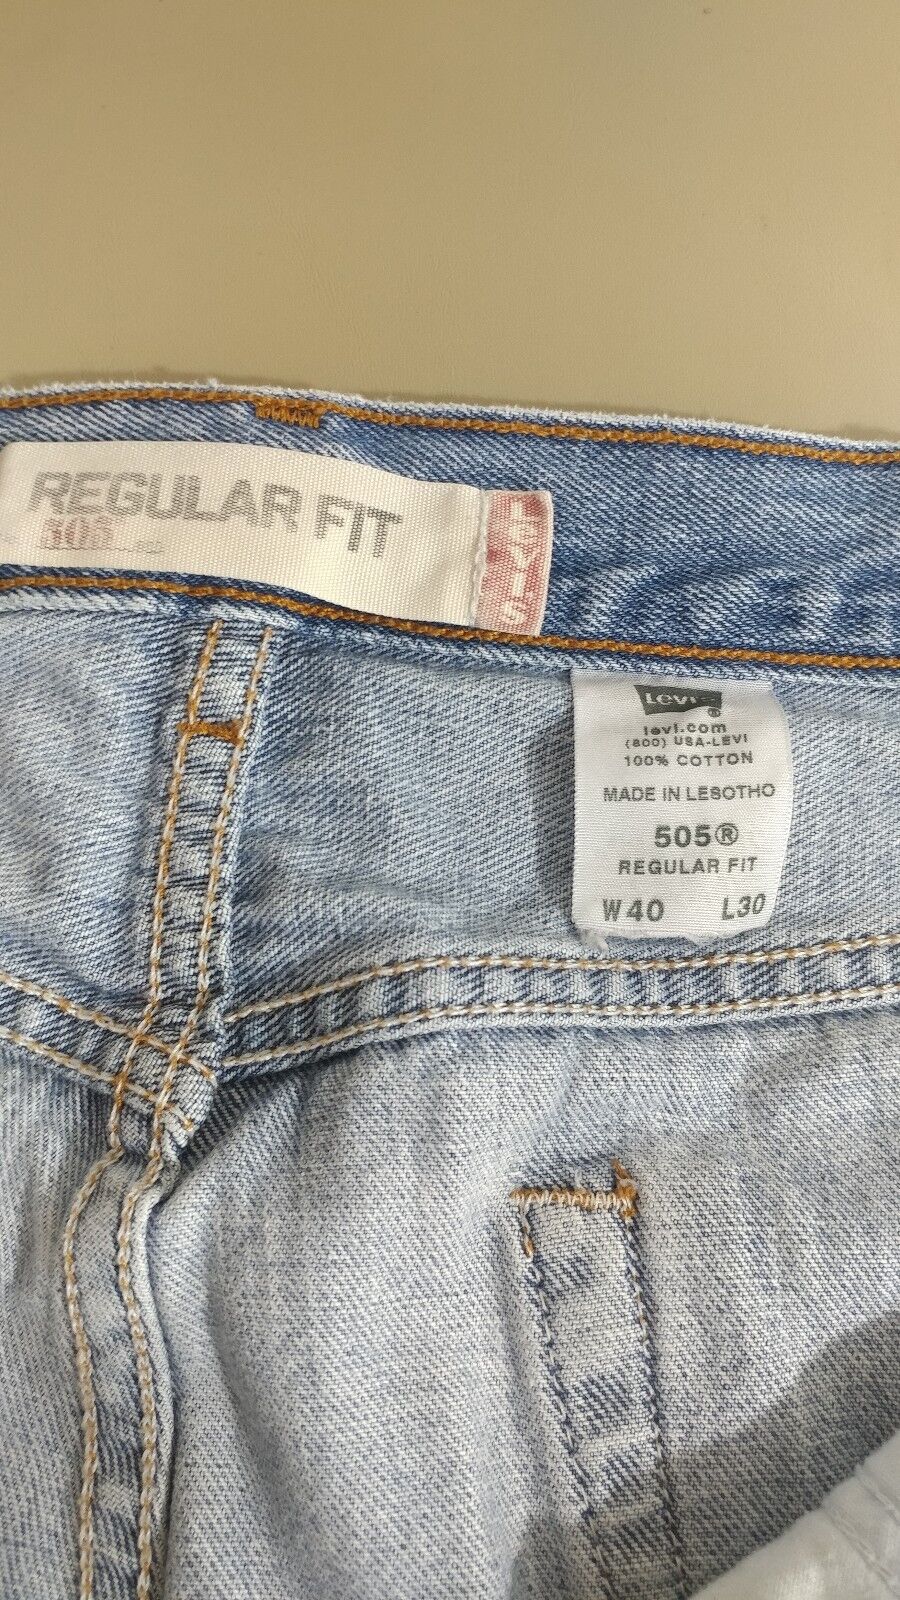 REGULAR FIT
505
LEVI'S
Levi's®
levi.com
(800) USA-LEVI
100% COTTON
MADE IN LESOTHO
505®
REGULAR FIT
W40 L30